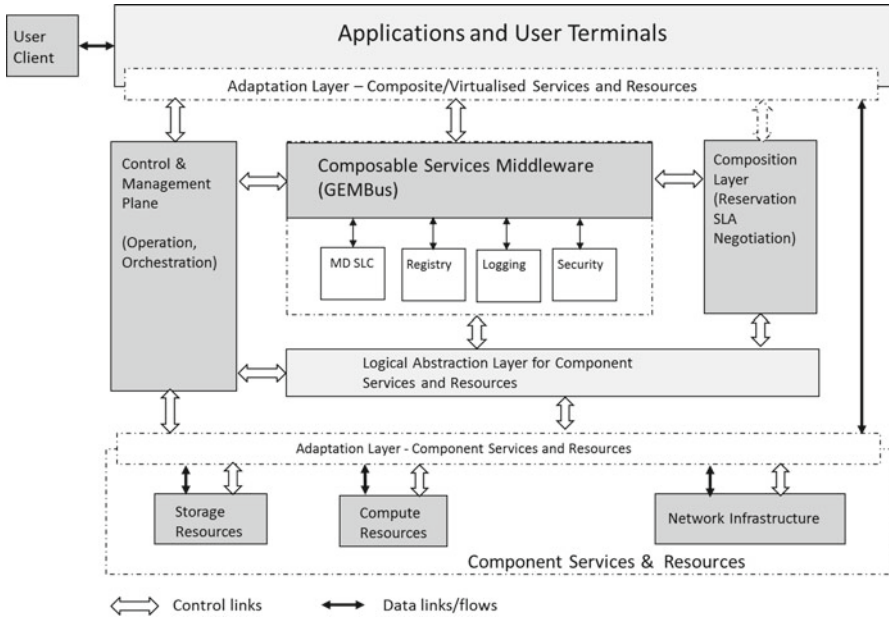 User
Client
Applications and User Terminals
Adaptation Layer – Composite/Virtualised Services and Resources
Control &
Management
Plane
(Operation,
Orchestration)
Composable Services Middleware
(GEMBus)
Composition
Layer
(Reservation
SLA
Negotiation)
MD SLC
Registry
Logging
Security
Logical Abstraction Layer for Component
Services and Resources
Adaptation Layer - Component Services and Resources
Storage
Resources
Compute
Resources
Network Infrastructure
Component Services & Resources
Control links
Data links/flows